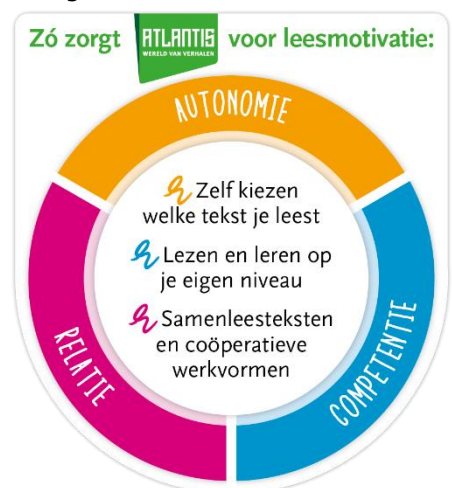 Zó zorgt ATLANTIS voor leesmotivatie:
WERELD VAN VERHALEN
AUTONOMIE
Zelf kiezen
welke tekst je leest
Lezen en leren op
je eigen niveau
Samenleesteksten
en coöperatieve
werkvormen
RELATIE
COMPETENTIE